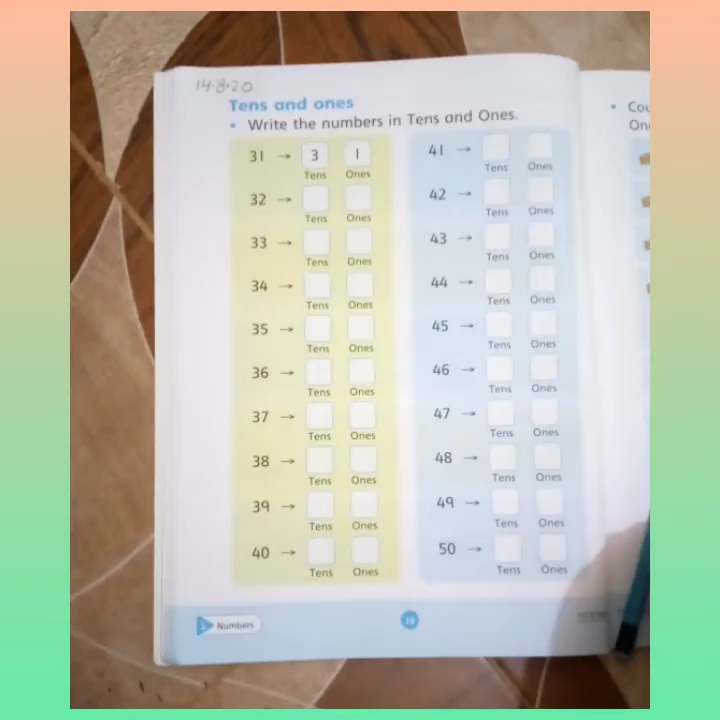 14.8.20
Tens and ones
• Write the numbers in Tens and Ones.
31 → 3 1
Tens Ones
32 →
Tens Ones
33 →
Tens Ones
34 →
Tens Ones
35 →
Tens Ones
36 →
Tens Ones
37 →
Tens Ones
38 →
Tens Ones
39 →
Tens Ones
40 →
Tens Ones
41 →
Tens Ones
42 →
Tens Ones
43 →
Tens Ones
44 →
Tens Ones
45 →
Tens Ones
46 →
Tens Ones
47 →
Tens Ones
48 →
Tens Ones
49 →
Tens Ones
50 →
Tens Ones
Numbers